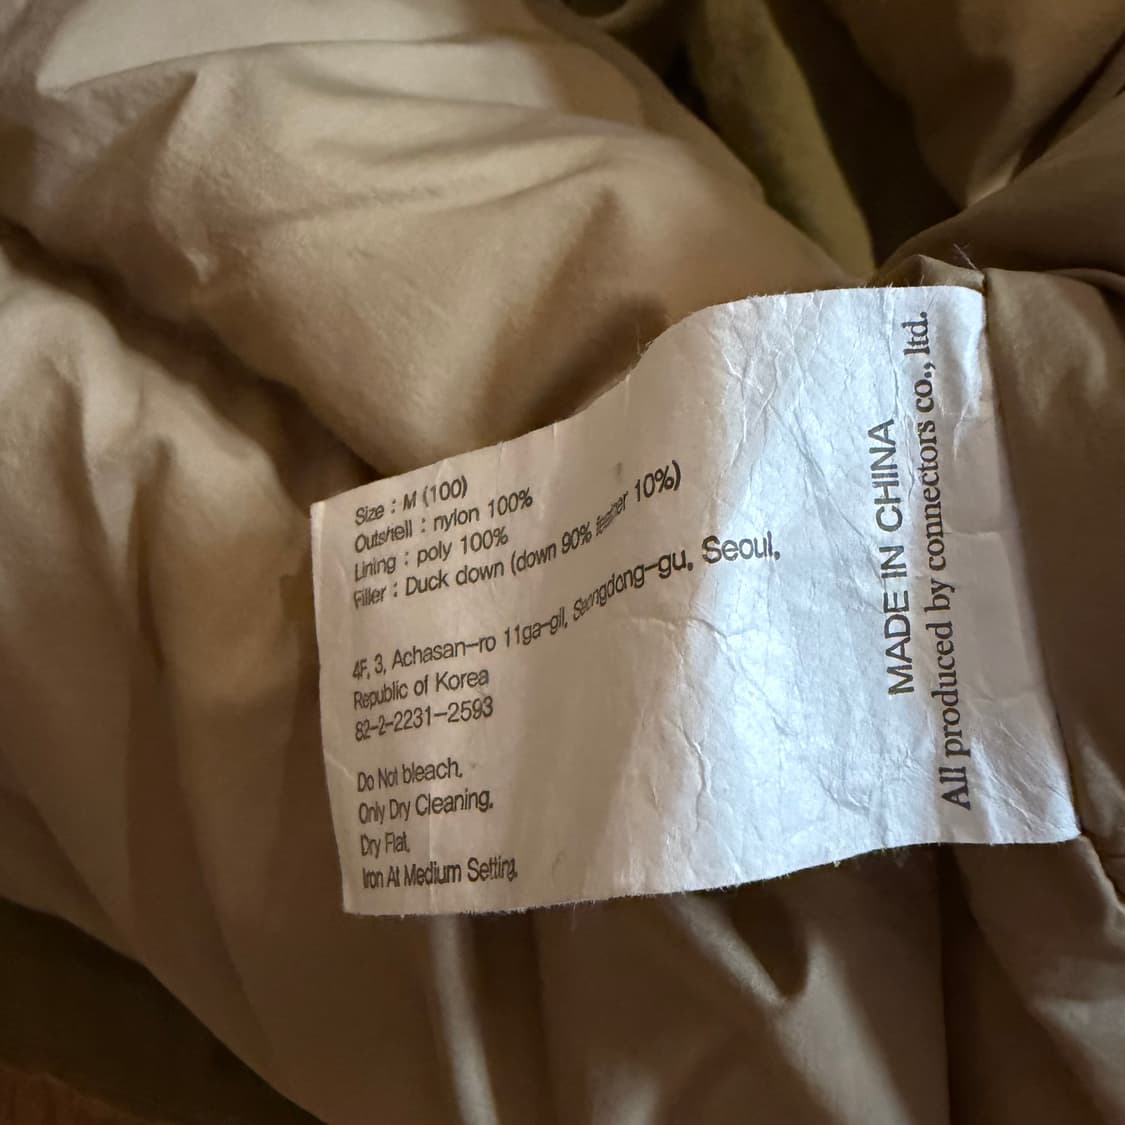 Size : M (100)
Outshell : nylon 100%
Lining : poly 100%
Filler : Duck down (down 90% feather 10%)
4F, 3, Achasan-ro 11ga-gil, Seongdong-gu, Seoul,
Republic of Korea
82-2-2231-2593
Do Not bleach.
Only Dry Cleaning.
Dry Flat.
Iron At Medium Setting.
MADE IN CHINA
All produced by connectors co., ltd.